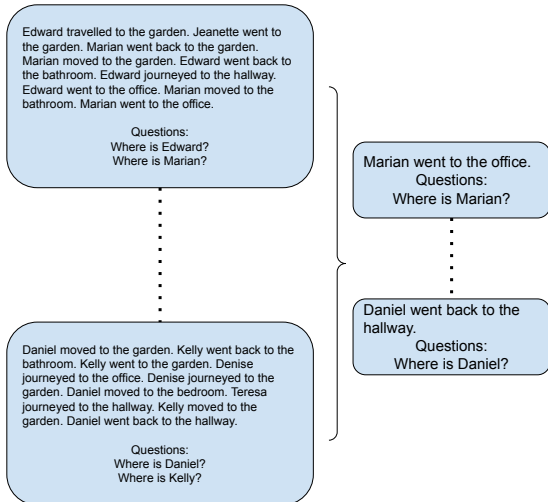 Edward travelled to the garden. Jeanette went to
the garden. Marian went back to the garden.
Marian moved to the garden. Edward went back to
the bathroom. Edward journeyed to the hallway.
Edward went to the office. Marian moved to the
bathroom. Marian went to the office.
Questions:
Where is Edward?
Where is Marian?
Marian went to the office.
Questions:
Where is Marian?
Daniel went back to the
hallway.
Questions:
Where is Daniel?
Daniel moved to the garden. Kelly went back to the
bathroom. Kelly went to the garden. Denise
journeyed to the office. Denise journeyed to the
garden. Daniel moved to the bedroom. Teresa
journeyed to the hallway. Kelly moved to the
garden. Daniel went back to the hallway.
Questions:
Where is Daniel?
Where is Kelly?